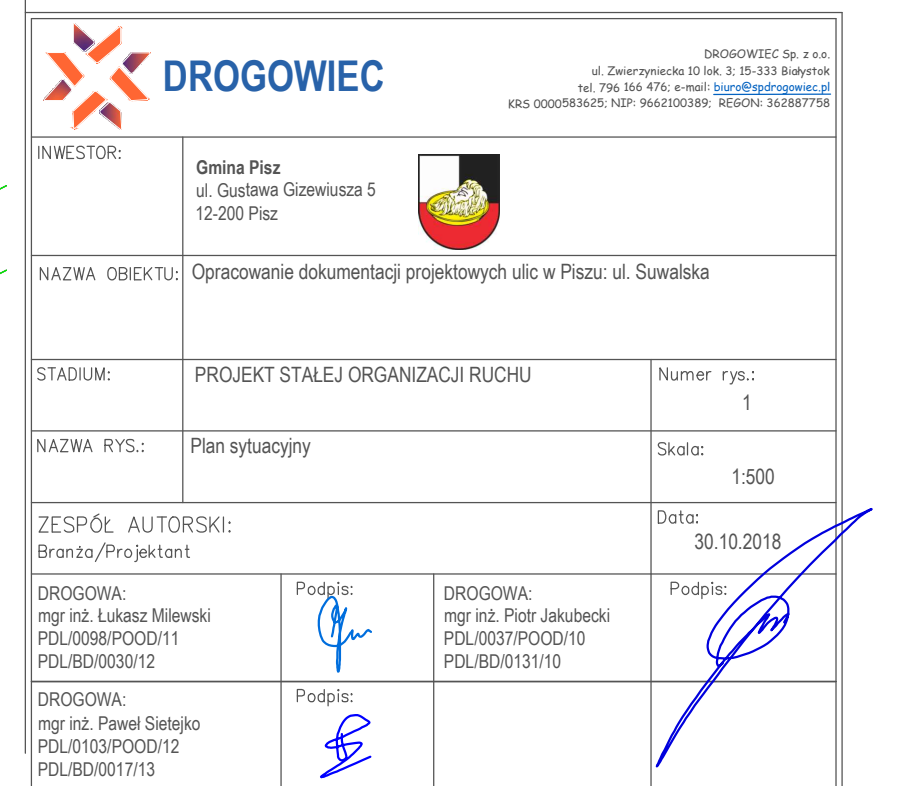 DROGOWIEC
DROGOWIEC Sp. z o.o.
ul. Zwierzyniecka 10 lok. 3; 15-333 Białystok
tel. 796 166 476; e-mail: biuro@spdrogowiec.pl
KRS 0000583625; NIP: 9662100389; REGON: 362887758
INWESTOR:
Gmina Pisz
ul. Gustawa Gizewiusza 5
12-200 Pisz
NAZWA OBIEKTU:
Opracowanie dokumentacji projektowych ulic w Piszu: ul. Suwalska
STADIUM:
PROJEKT STAŁEJ ORGANIZACJI RUCHU
Numer rys.:
1
NAZWA RYS.:
Plan sytuacyjny
Skala:
1:500
ZESPÓŁ AUTORSKI:
Branża/Projektant
Data:
30.10.2018
DROGOWA:
mgr inż. Łukasz Milewski
PDL/0098/POOD/11
PDL/BD/0030/12
Podpis:
DROGOWA:
mgr inż. Piotr Jakubecki
PDL/0037/POOD/10
PDL/BD/0131/10
Podpis:
DROGOWA:
mgr inż. Paweł Sietejko
PDL/0103/POOD/12
PDL/BD/0017/13
Podpis: